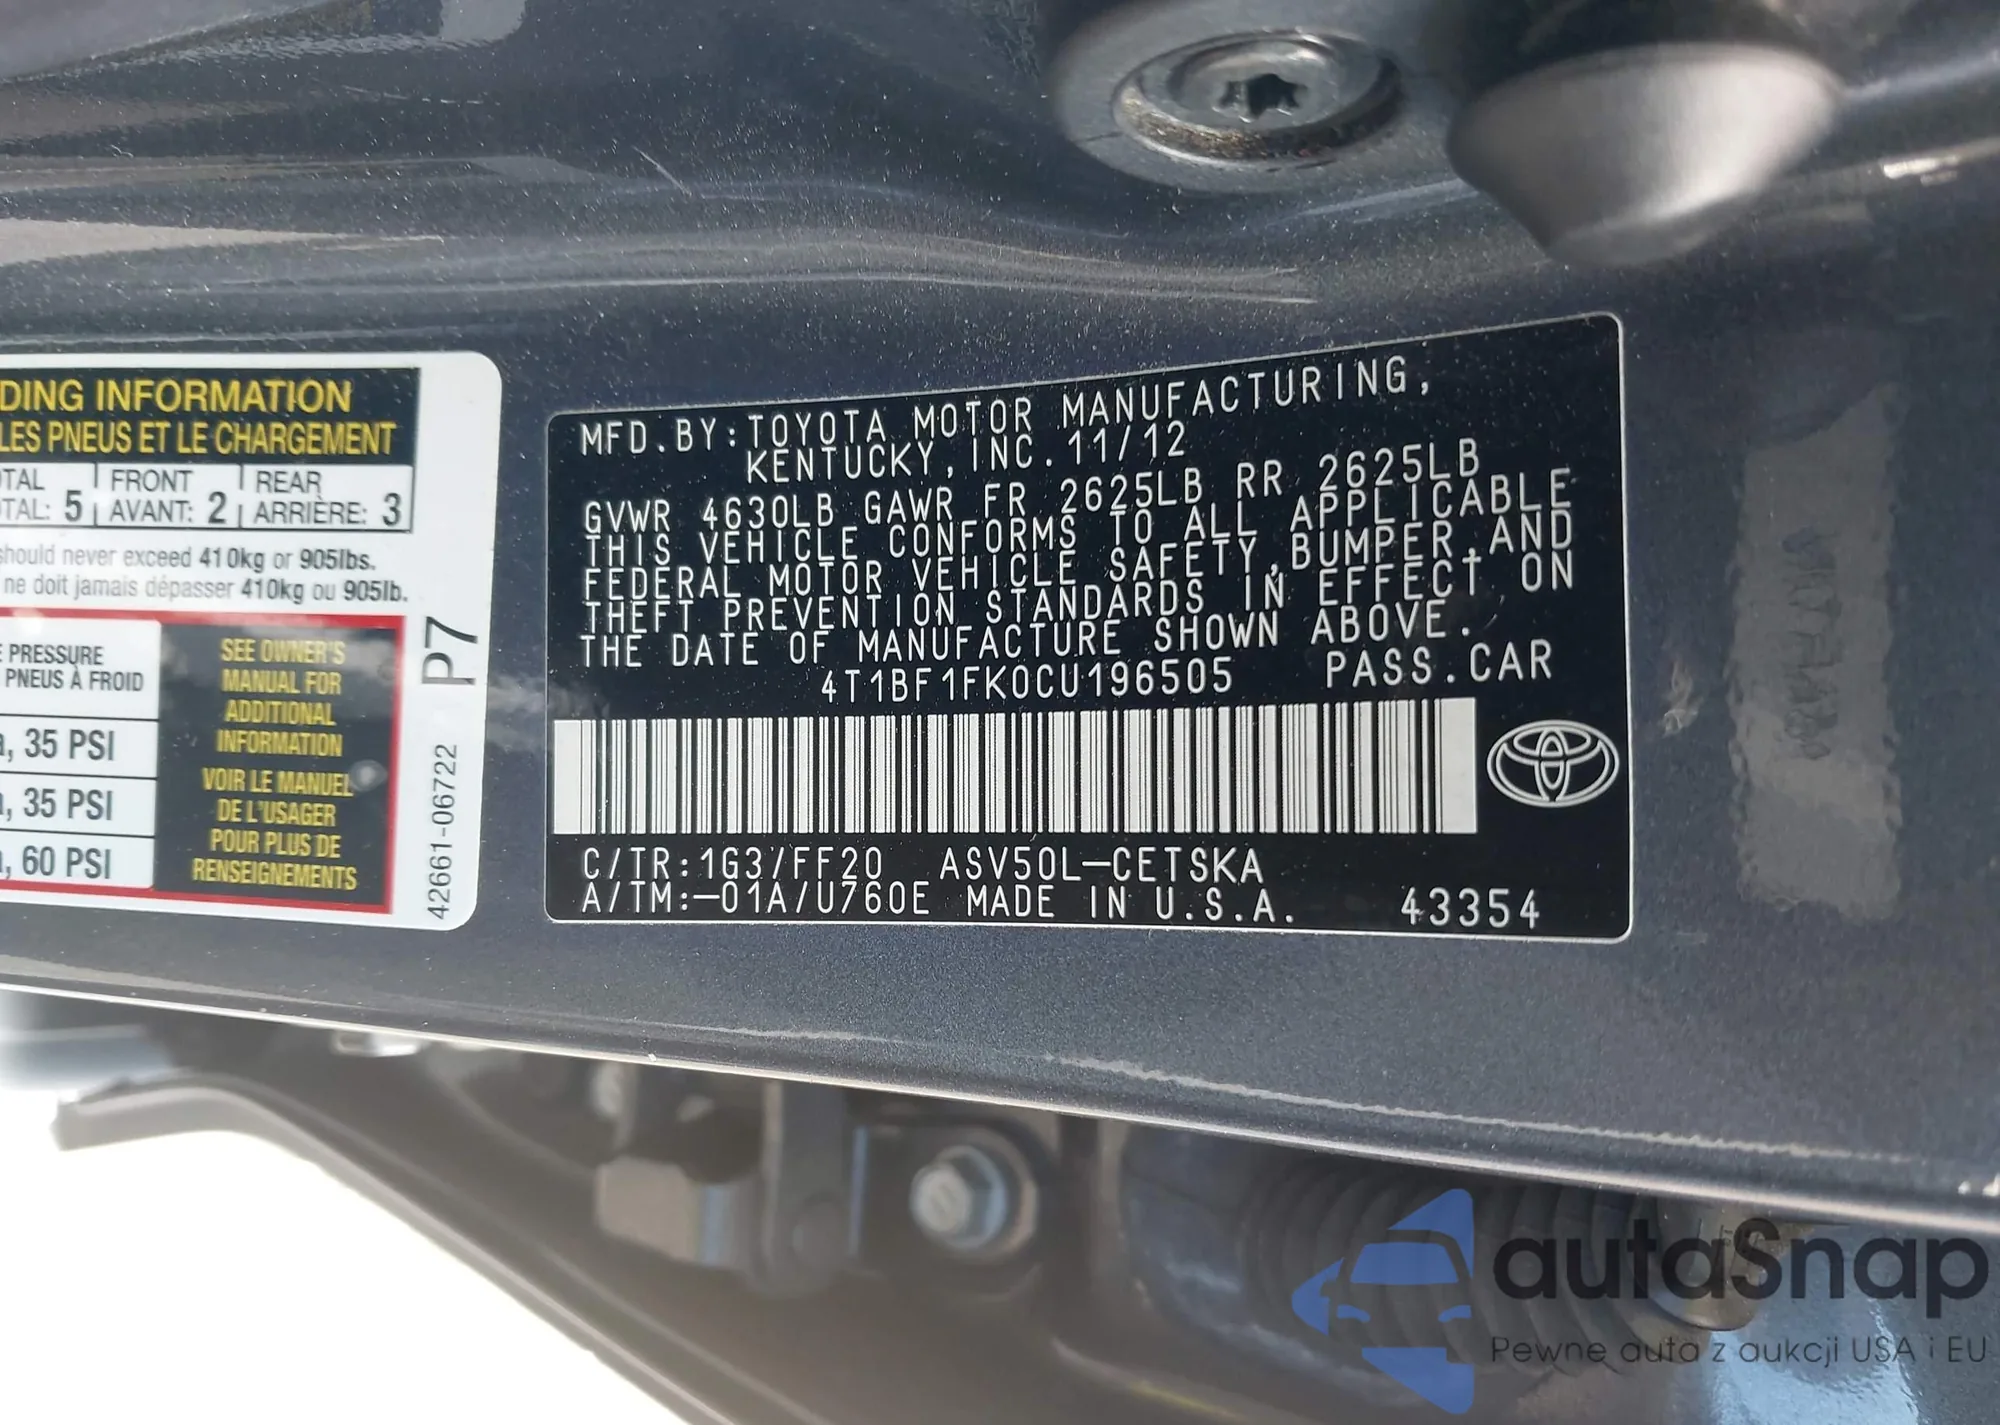 DING INFORMATION
LES PNEUS ET LE CHARGEMENT
TAL FRONT REAR
TAL: 5 AVANT: 2 ARRIÈRE: 3
should never exceed 410kg or 905lbs.
ne doit jamais dépasser 410kg ou 905lb.
E PRESSURE
PNEUS À FROID
, 35 PSI
, 35 PSI
, 60 PSI
SEE OWNER'S
MANUAL FOR
ADDITIONAL
INFORMATION
VOIR LE MANUEL
DE L'USAGER
POUR PLUS DE
RENSEIGNEMENTS
P7
42661-06722
MFD.BY:TOYOTA MOTOR MANUFACTURING,
KENTUCKY,INC.11/12
GVWR 4630LB GAWR FR 2625LB RR 2625LB
THIS VEHICLE CONFORMS TO ALL APPLICABLE
FEDERAL MOTOR VEHICLE SAFETY,BUMPER,AND
THEFT PREVENTION STANDARDS IN EFFECT ON
THE DATE OF MANUFACTURE SHOWN ABOVE.
4T1BF1FK0CU196505 PASS.CAR
C/TR:1G3/FF20 ASV50L-CETSKA
A/TM:-01A/U760E MADE IN U.S.A. 43354
autaSnap
Pewne auta z aukcji USA i EU